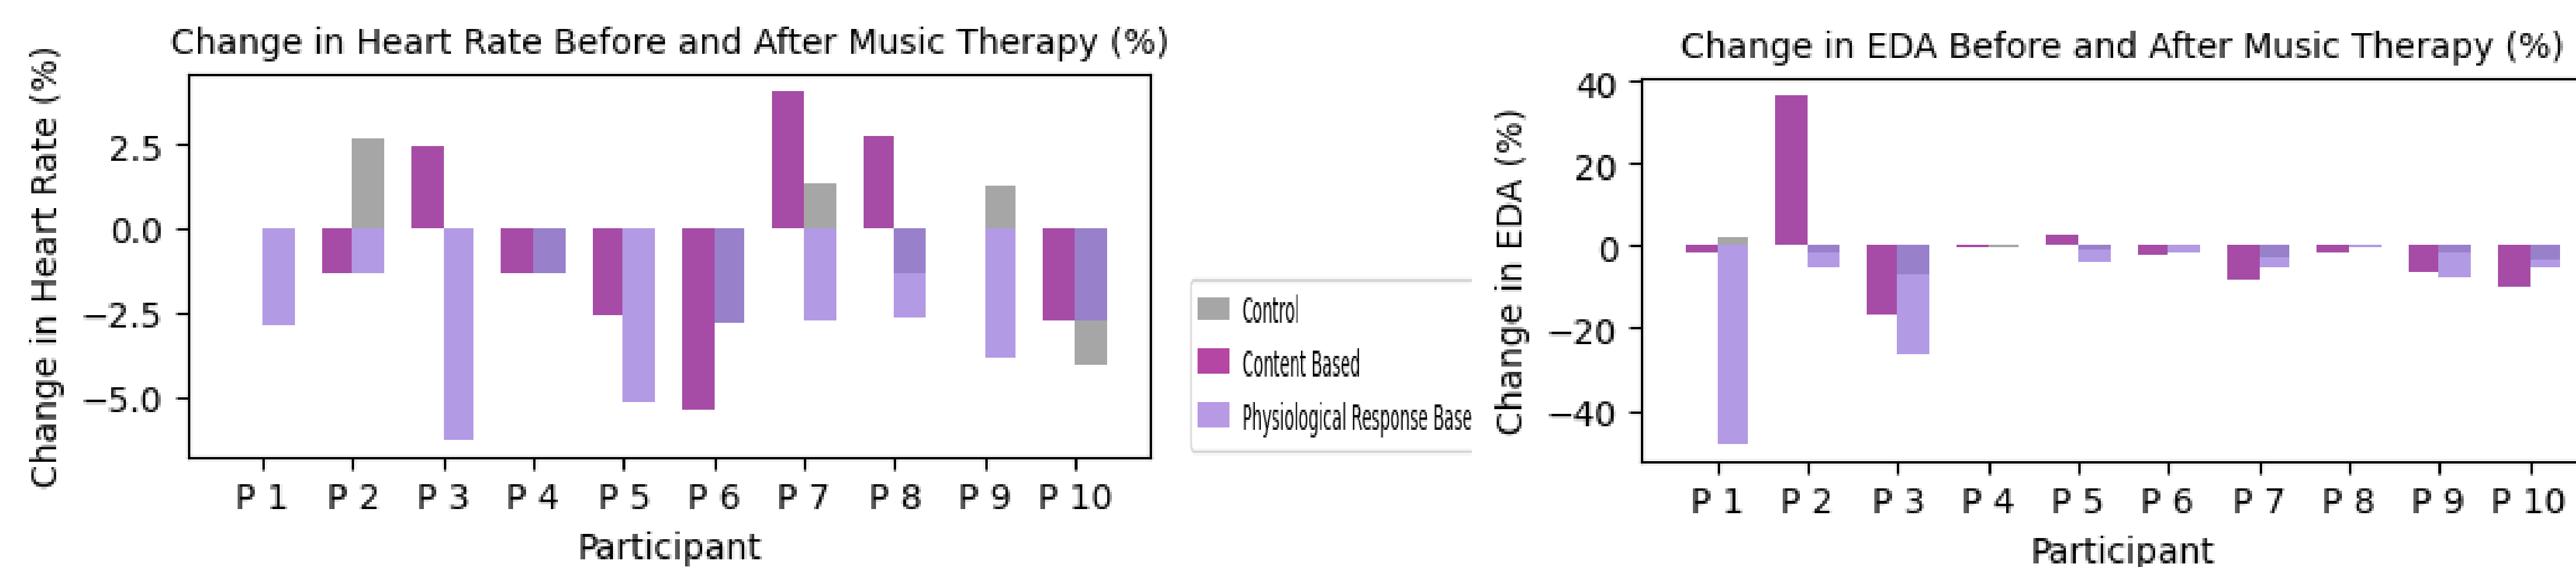 Change in Heart Rate Before and After Music Therapy (%)
Change in Heart Rate (%)
2.5
0.0
−2.5
−5.0
P 1 P 2 P 3 P 4 P 5 P 6 P 7 P 8 P 9 P 10
Participant
Control
Content Based
Physiological Response Base
Change in EDA Before and After Music Therapy (%)
Change in EDA (%)
40
20
0
−20
−40
P 1 P 2 P 3 P 4 P 5 P 6 P 7 P 8 P 9 P 10
Participant